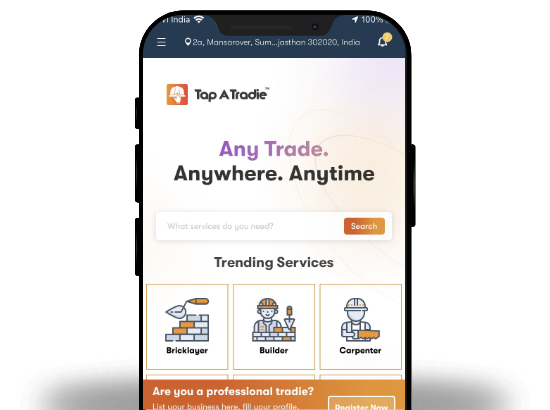 India
100%
2a, Mansarover, Sum...jasthan 302020, India
Tap A Tradie™
Any Trade.
Anywhere. Anytime
What services do you need?
Search
Trending Services
Bricklayer
Builder
Carpenter
Are you a professional tradie?
List your business here, fill your profile,
Register Now